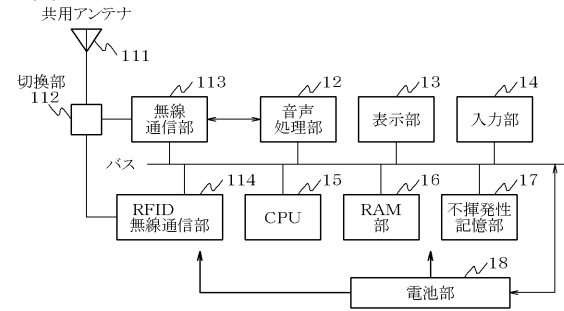 共用アンテナ
111
切換部
112
113
無線
通信部
12
音声
処理部
13
表示部
14
入力部
バス
114
RFID
無線通信部
15
CPU
16
RAM
部
17
不揮発性
記憶部
18
電池部